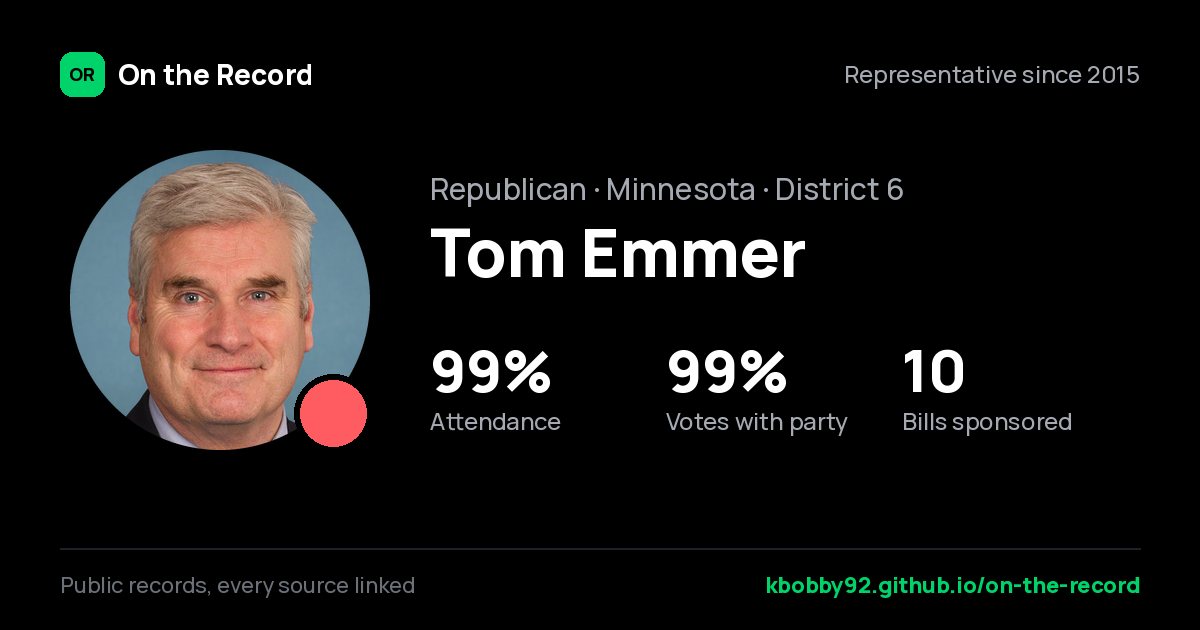 OR On the Record
Representative since 2015
Republican · Minnesota · District 6
Tom Emmer
99% 99% 10
Attendance Votes with party Bills sponsored
Public records, every source linked
kbobby92.github.io/on-the-record